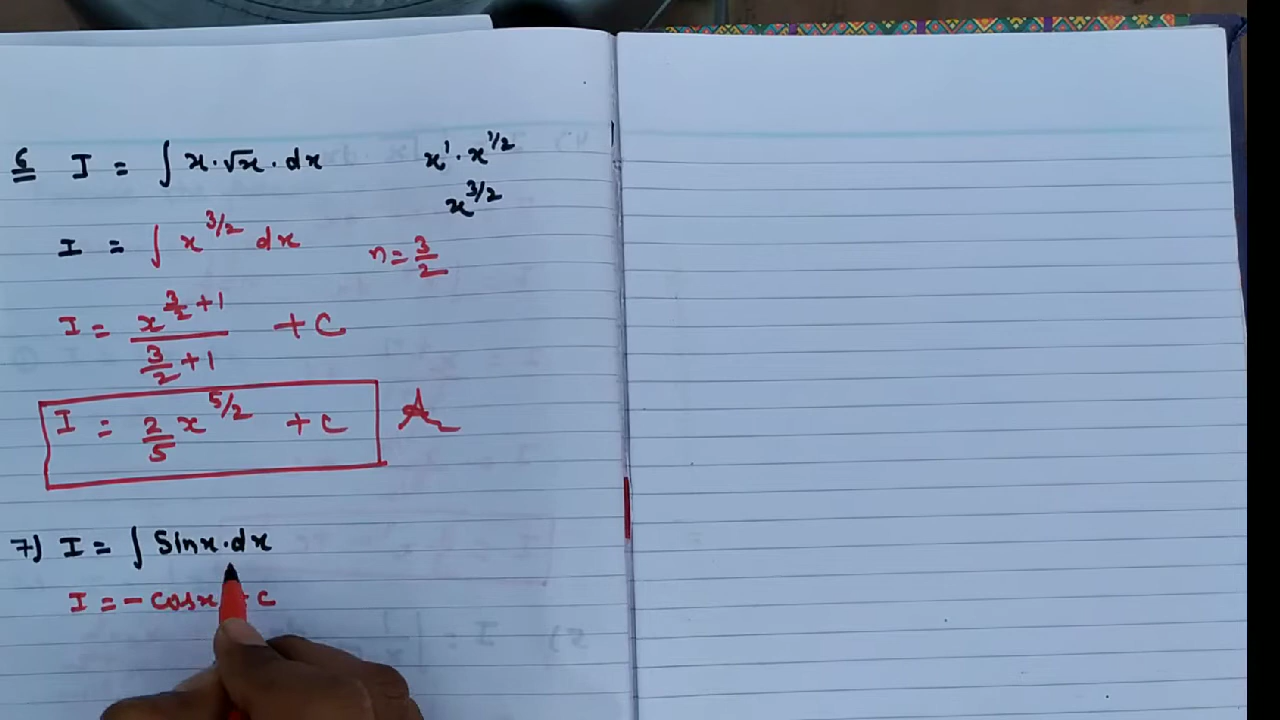 6 I = ∫ x·√x · dx x¹ · x^1/2
x^3/2
I = ∫ x^3/2 dx n = 3/2
I = x^(3/2 + 1) / (3/2 + 1) + c
I = 2/5 x^5/2 + c
7) I = ∫ Sinx·dx
I = - cosx c